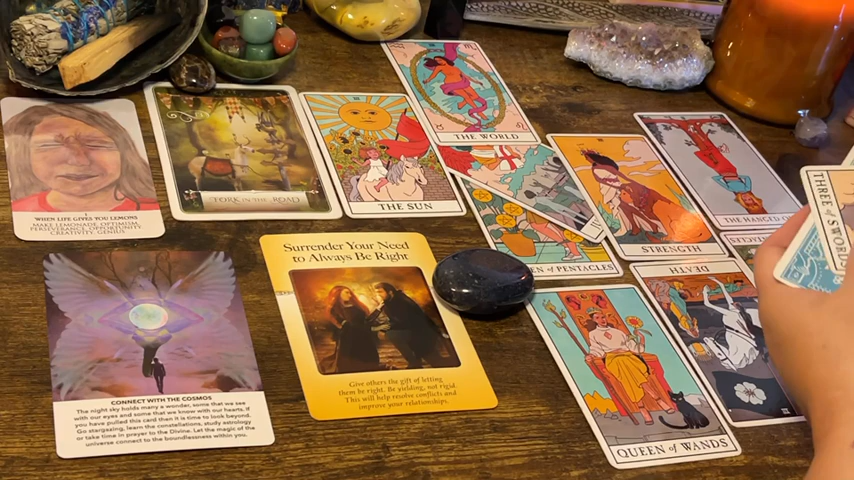 WHEN LIFE GIVES YOU LEMONS
MAKE LEMONADE. OPTIMISM,
PERSEVERANCE, OPPORTUNITY
CREATIVITY, GENIUS
FORK IN THE ROAD
THE SUN
THE WORLD
EN OF PENTACLES
STRENGTH
THE HANGED
DEATH
THREE OF SWORD
CONNECT WITH THE COSMOS
The night sky holds many a wonder, some that we see
with our eyes and some that we know with our hearts, if
you have pulled this card then it is time to look beyond.
Go stargazing, learn the constellations, study astrology
or take time in prayer to the Divine. Let the magic of the
universe connect to the boundlessness within you.
Surrender Your Need
to Always Be Right
Give others the gift of letting
them be right. Be yielding, not rigid.
This will help resolve conflicts and
improve your relationships.
QUEEN OF WANDS